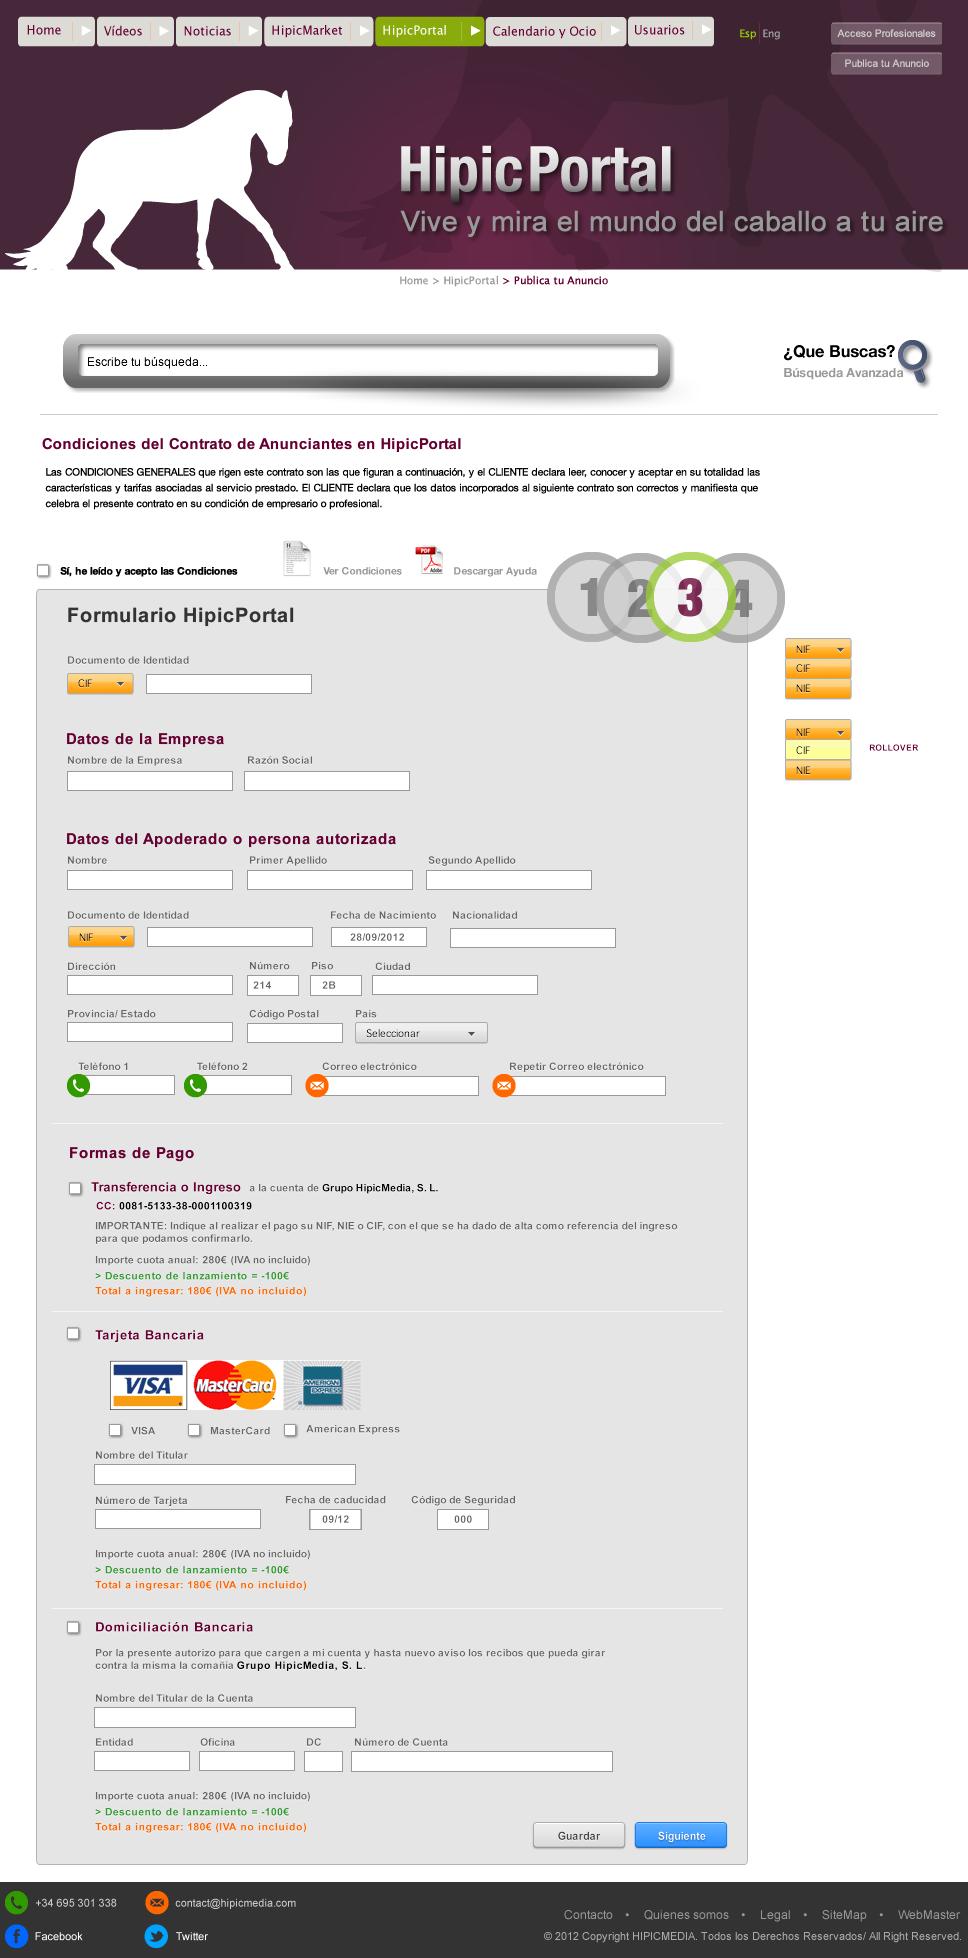 Home Vídeos Noticias HipicMarket HipicPortal Calendario y Ocio Usuarios Esp Eng Acceso Profesionales
Publica tu Anuncio
HipicPortal
Vive y mira el mundo del caballo a tu aire
Home > HipicPortal > Publica tu Anuncio
Escribe tu búsqueda...
¿Que Buscas?
Búsqueda Avanzada
Condiciones del Contrato de Anunciantes en HipicPortal
Las CONDICIONES GENERALES que rigen este contrato son las que figuran a continuación, y el CLIENTE declara leer, conocer y aceptar en su totalidad las
características y tarifas asociadas al servicio prestado. El CLIENTE declara que los datos incorporados al siguiente contrato son correctos y manifiesta que
celebra el presente contrato en su condición de empresario o profesional.
Sí, he leído y acepto las Condiciones Ver Condiciones PDF Adobe Descargar Ayuda
1 2 3 4
Formulario HipicPortal
Documento de Identidad
CIF
NIF
CIF
NIE
NIF
CIF ROLLOVER
NIE
Datos de la Empresa
Nombre de la Empresa Razón Social
Datos del Apoderado o persona autorizada
Nombre Primer Apellido Segundo Apellido
Documento de Identidad Fecha de Nacimiento Nacionalidad
NIF 28/09/2012
Dirección Número Piso Ciudad
214 2B
Provincia/ Estado Código Postal Pais
Seleccionar
Teléfono 1 Teléfono 2 Correo electrónico Repetir Correo electrónico
Formas de Pago
Transferencia o Ingreso a la cuenta de Grupo HipicMedia, S. L.
CC: 0081-5133-38-0001100319
IMPORTANTE: Indique al realizar el pago su NIF, NIE o CIF, con el que se ha dado de alta como referencia del ingreso
para que podamos confirmarlo.
Importe cuota anual: 280€ (IVA no incluido)
> Descuento de lanzamiento = -100€
Total a ingresar: 180€ (IVA no incluido)
Tarjeta Bancaria
VISA MasterCard AMERICAN EXPRESS
VISA MasterCard American Express
Nombre del Titular
Número de Tarjeta Fecha de caducidad Código de Seguridad
09/12 000
Importe cuota anual: 280€ (IVA no incluido)
> Descuento de lanzamiento = -100€
Total a ingresar: 180€ (IVA no incluido)
Domiciliación Bancaria
Por la presente autorizo para que cargen a mi cuenta y hasta nuevo aviso los recibos que pueda girar
contra la misma la comañia Grupo HipicMedia, S. L.
Nombre del Titular de la Cuenta
Entidad Oficina DC Número de Cuenta
Importe cuota anual: 280€ (IVA no incluido)
> Descuento de lanzamiento = -100€
Total a ingresar: 180€ (IVA no incluido)
Guardar Siguiente
+34 695 301 338 contact@hipicmedia.com
Contacto • Quienes somos • Legal • SiteMap • WebMaster
Facebook Twitter
© 2012 Copyright HIPICMEDIA. Todos los Derechos Reservados/ All Right Reserved.